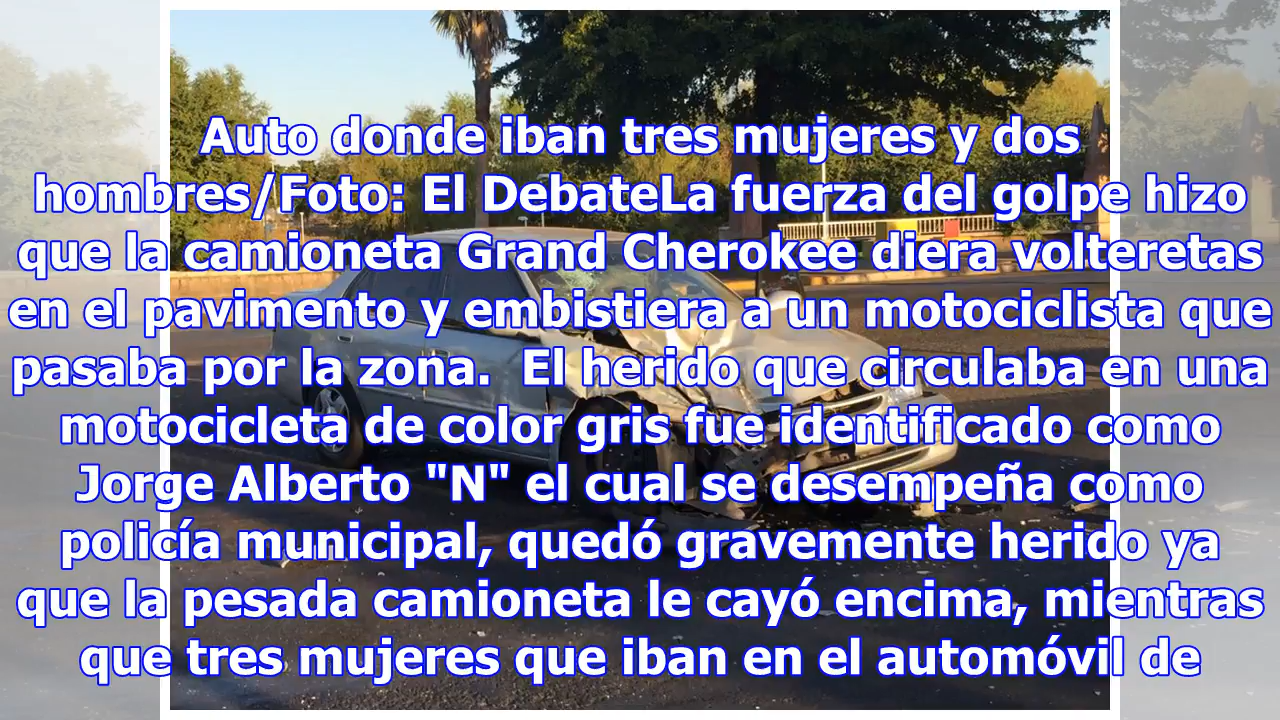 Auto donde iban tres mujeres y dos
hombres/Foto: El DebateLa fuerza del golpe hizo
que la camioneta Grand Cherokee diera volteretas
en el pavimento y embistiera a un motociclista que
pasaba por la zona.  El herido que circulaba en una
motocicleta de color gris fue identificado como
Jorge Alberto "N" el cual se desempeña como
policía municipal, quedó gravemente herido ya
que la pesada camioneta le cayó encima, mientras
que tres mujeres que iban en el automóvil de